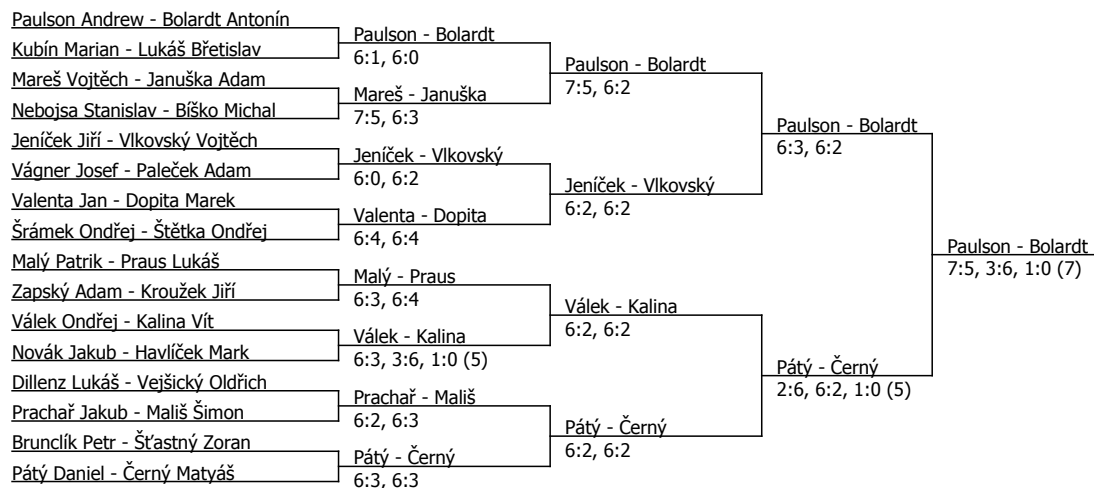 Paulson Andrew - Bolardt Antonín
Kubín Marian - Lukáš Břetislav
Mareš Vojtěch - Januška Adam
Nebojsa Stanislav - Bíško Michal
Jeníček Jiří - Vlkovský Vojtěch
Vágner Josef - Paleček Adam
Valenta Jan - Dopita Marek
Šrámek Ondřej - Štětka Ondřej
Malý Patrik - Praus Lukáš
Zapský Adam - Kroužek Jiří
Válek Ondřej - Kalina Vít
Novák Jakub - Havlíček Mark
Dillenz Lukáš - Vejšický Oldřich
Prachař Jakub - Mališ Šimon
Brunclík Petr - Šťastný Zoran
Pátý Daniel - Černý Matyáš
Paulson - Bolardt
6:1, 6:0
Mareš - Januška
7:5, 6:3
Jeníček - Vlkovský
6:0, 6:2
Valenta - Dopita
6:4, 6:4
Malý - Praus
6:3, 6:4
Válek - Kalina
6:3, 3:6, 1:0 (5)
Prachař - Mališ
6:2, 6:3
Pátý - Černý
6:3, 6:3
Paulson - Bolardt
7:5, 6:2
Jeníček - Vlkovský
6:2, 6:2
Válek - Kalina
6:2, 6:2
Pátý - Černý
6:2, 6:2
Paulson - Bolardt
6:3, 6:2
Pátý - Černý
2:6, 6:2, 1:0 (5)
Paulson - Bolardt
7:5, 3:6, 1:0 (7)